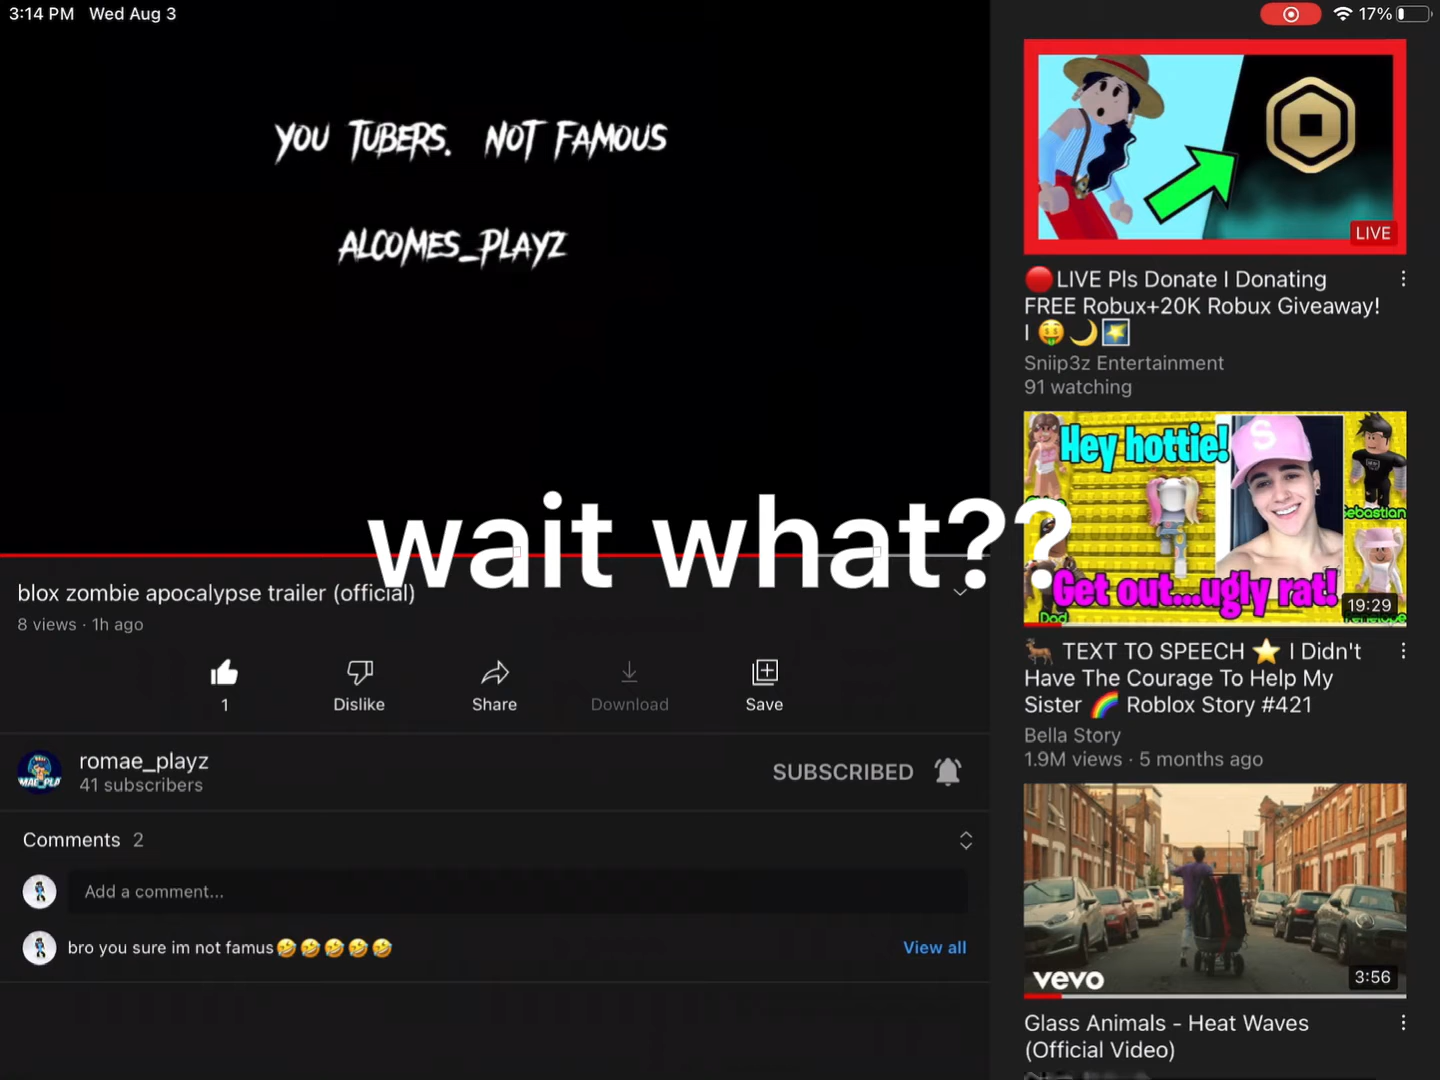 3:14 PM Wed Aug 3
17%
YOU TUBERS. NOT FAMOUS
ALCOMES_PLAYZ
wait what??
blox zombie apocalypse trailer (official)
8 views · 1h ago
1
Dislike
Share
Download
Save
romae_playz
41 subscribers
SUBSCRIBED
Comments 2
Add a comment...
bro you sure im not famus🤣🤣🤣🤣🤣
View all
LIVE
🔴LIVE Pls Donate I Donating
FREE Robux+20K Robux Giveaway!
I 🤑🌙🌠
Sniip3z Entertainment
91 watching
Hey hottie!
S
Sebastian
Get out...ugly rat!
Dad
19:29
🦌 TEXT TO SPEECH ⭐ I Didn't
Have The Courage To Help My
Sister 🌈 Roblox Story #421
Bella Story
1.9M views · 5 months ago
vevo
3:56
Glass Animals - Heat Waves
(Official Video)